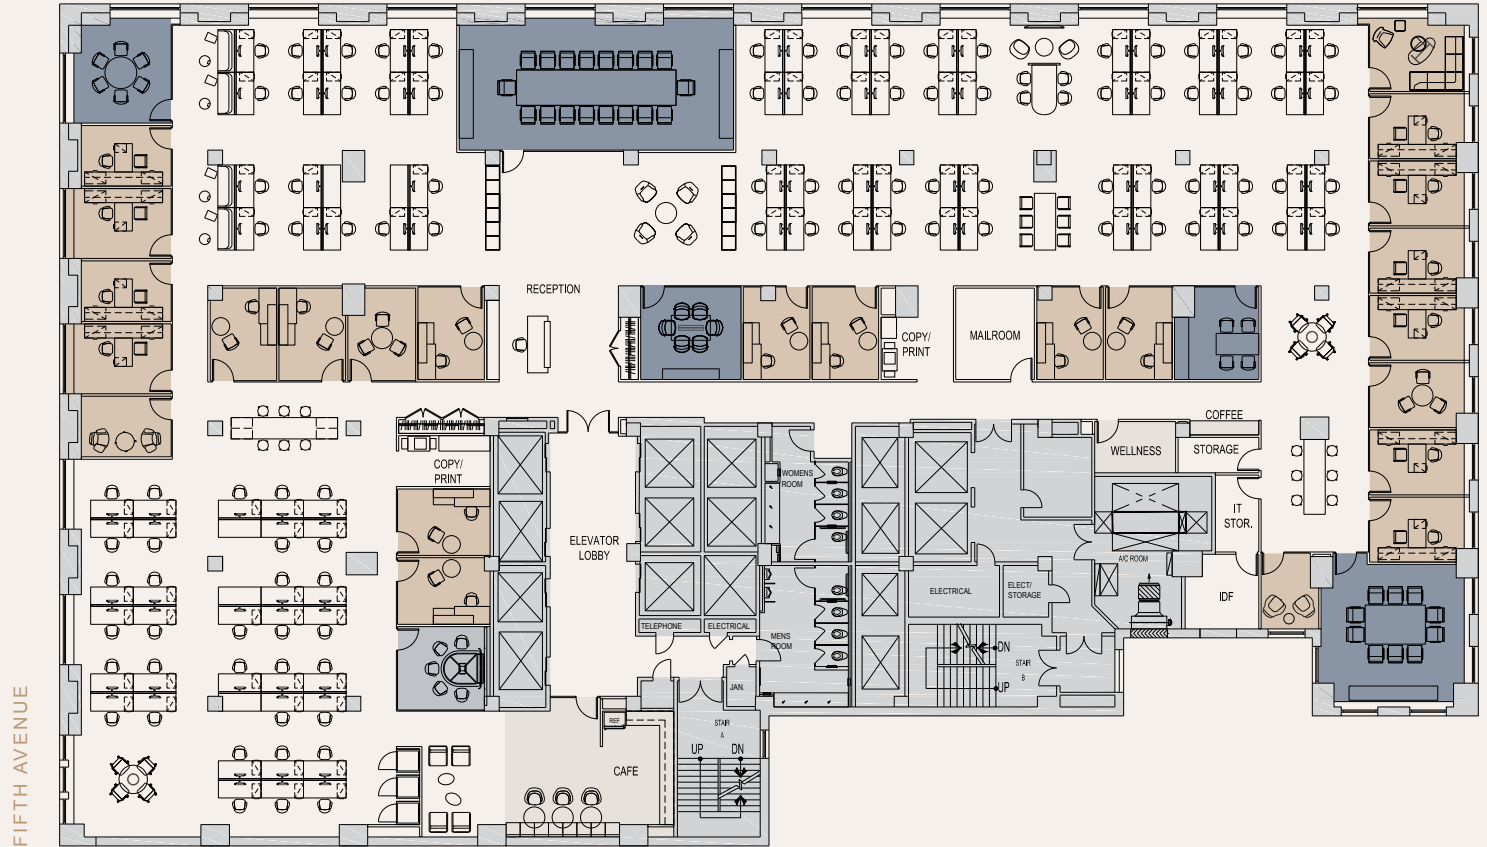 RECEPTION
COPY/
PRINT
MAILROOM
COFFEE
WELLNESS
STORAGE
COPY/
PRINT
WOMENS
ROOM
IT
STOR.
ELEVATOR
LOBBY
A/C ROOM
ELECTRICAL
ELECT/
STORAGE
IDF
TELEPHONE
ELECTRICAL
MENS
ROOM
DN
STAIR
B
UP
JAN.
REF
STAIR
A
UP
DN
CAFE
FIFTH AVENUE